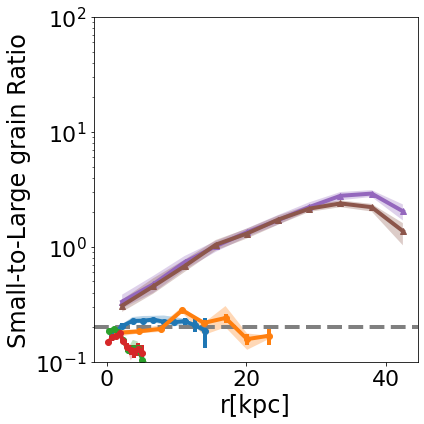 Small-to-Large grain Ratio
10²
10¹
10⁰
10⁻¹
0 20 40
r[kpc]